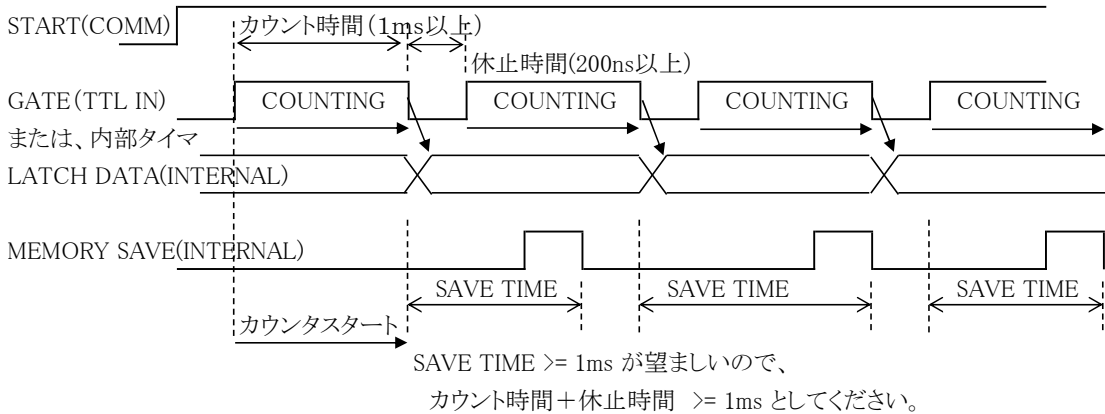 START(COMM)
カウント時間(1ms以上)
休止時間(200ns以上)
GATE(TTL IN)
COUNTING
COUNTING
COUNTING
COUNTING
または、内部タイマ
LATCH DATA(INTERNAL)
MEMORY SAVE(INTERNAL)
SAVE TIME
SAVE TIME
SAVE TIME
カウンタスタート
SAVE TIME >= 1ms が望ましいので、
カウント時間+休止時間 >= 1ms としてください。